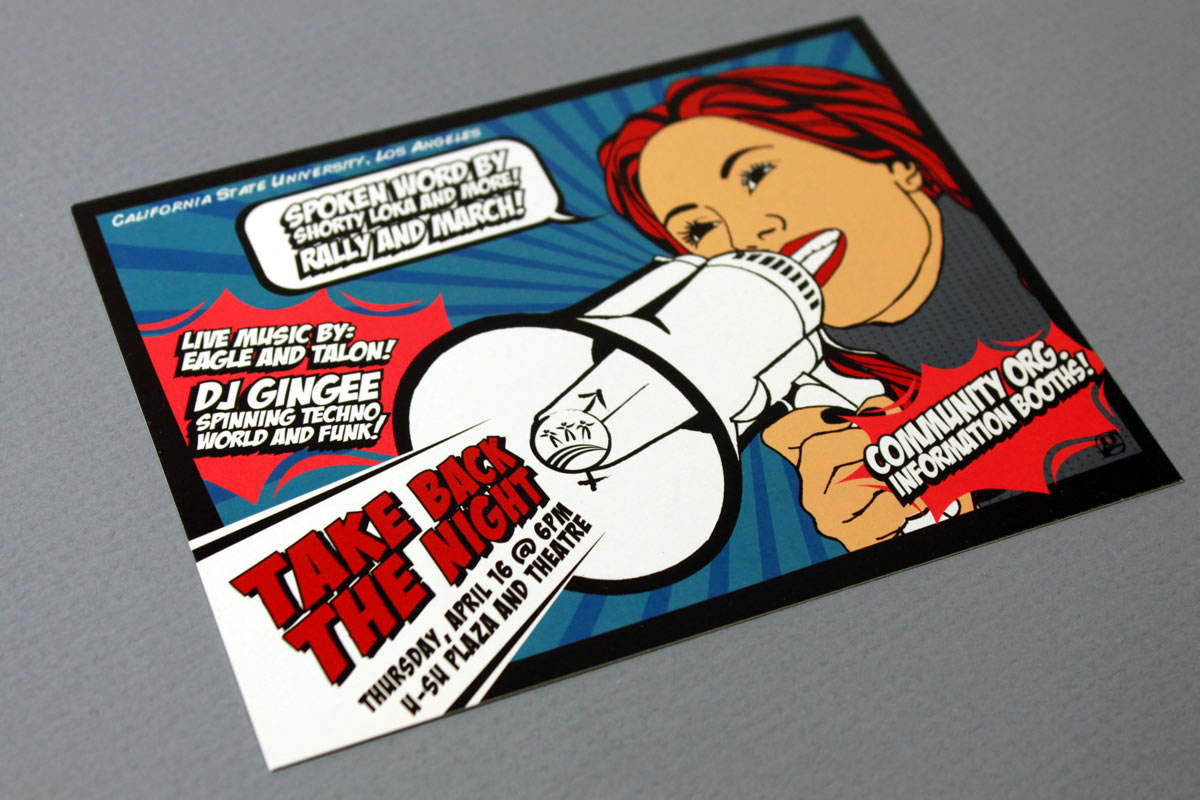 CALIFORNIA STATE UNIVERSITY, LOS ANGELES
SPOKEN WORD BY
SHORTY LOKA AND MORE!
RALLY AND MARCH!
LIVE MUSIC BY:
EAGLE AND TALON!
DJ GINGEE
SPINNING TECHNO,
WORLD AND FUNK!
COMMUNITY ORG.
INFORMATION BOOTHS!
TAKE BACK
THE NIGHT
THURSDAY, APRIL 16 @ 6PM
U-SU PLAZA AND THEATRE